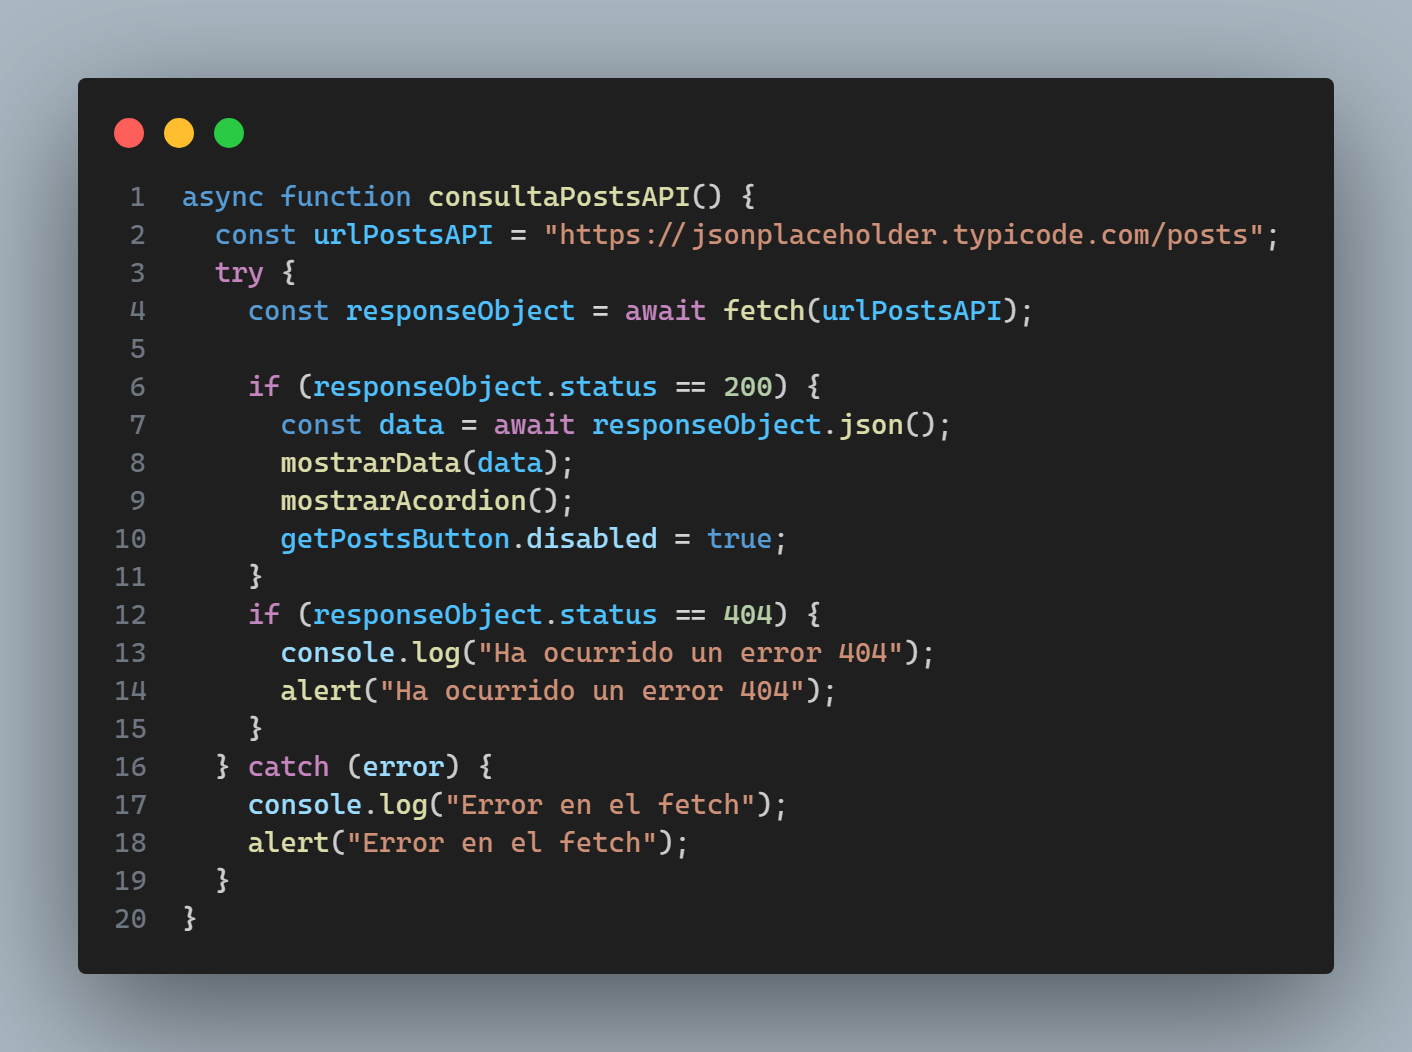 1 async function consultaPostsAPI() {
2   const urlPostsAPI = "https://jsonplaceholder.typicode.com/posts";
3   try {
4     const responseObject = await fetch(urlPostsAPI);
5
6     if (responseObject.status == 200) {
7       const data = await responseObject.json();
8       mostrarData(data);
9       mostrarAcordion();
10       getPostsButton.disabled = true;
11     }
12     if (responseObject.status == 404) {
13       console.log("Ha ocurrido un error 404");
14       alert("Ha ocurrido un error 404");
15     }
16   } catch (error) {
17     console.log("Error en el fetch");
18     alert("Error en el fetch");
19   }
20 }